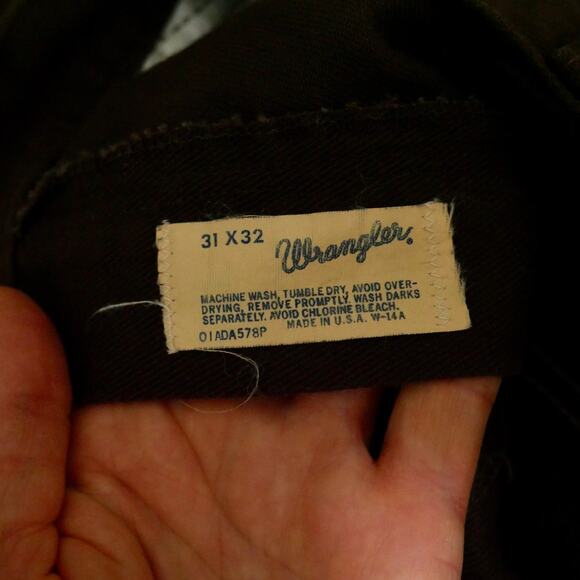 31 X 32 Wrangler.
MACHINE WASH, TUMBLE DRY, AVOID OVER-
DRYING, REMOVE PROMPTLY. WASH DARKS
SEPARATELY. AVOID CHLORINE BLEACH.
MADE IN U.S.A. W-14A
01ADA578P